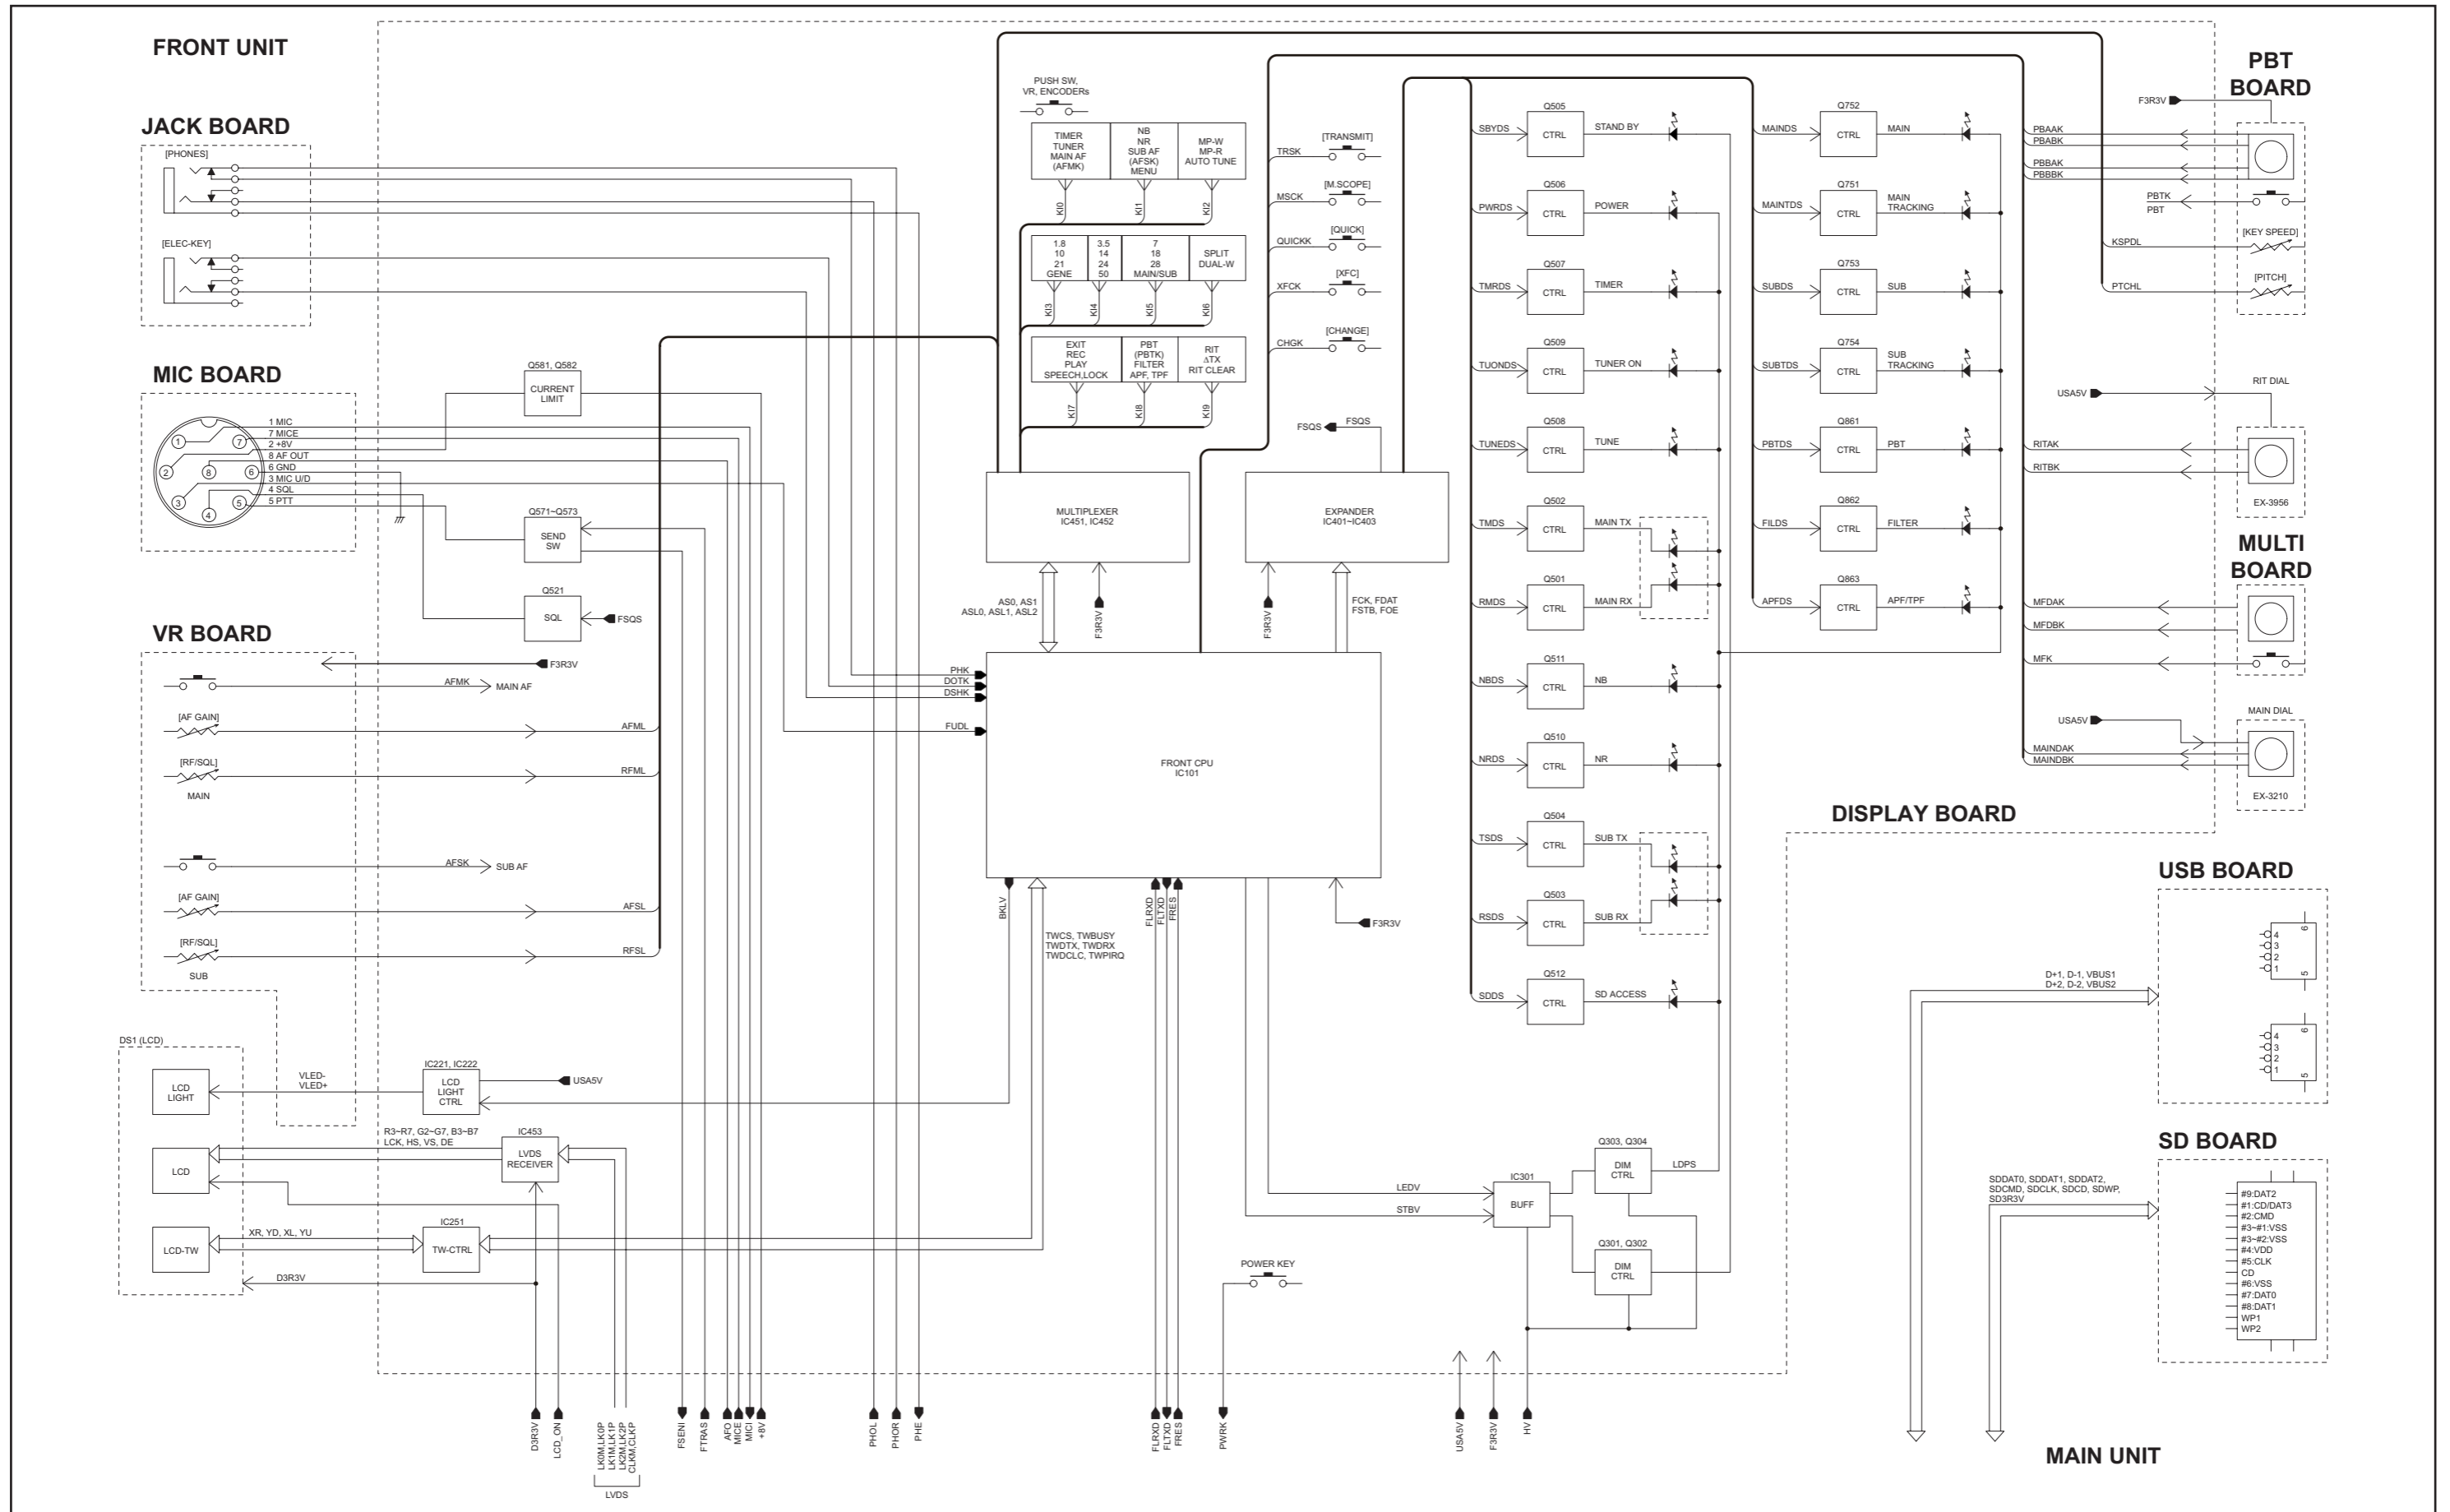 FRONT UNIT
JACK BOARD
[PHONES]
[ELEC-KEY]
MIC BOARD
1 MIC
7 MICE
2 +8V
8 AF OUT
6 GND
3 MIC U/D
4 SQL
5 PTT
1
7
2
8
6
3
5
4
Q581, Q582
CURRENT
LIMIT
Q571~Q573
SEND
SW
Q521
SQL
FSQS
VR BOARD
F3R3V
AFMK
MAIN AF
[AF GAIN]
AFML
[RF/SQL]
RFML
MAIN
AFSK
SUB AF
[AF GAIN]
AFSL
[RF/SQL]
RFSL
SUB
DS1 (LCD)
LCD
LIGHT
VLED-
VLED+
IC221, IC222
LCD
LIGHT
CTRL
USA5V
R3~R7, G2~G7, B3~B7
LCK, HS, VS, DE
LCD
IC453
LVDS
RECEIVER
LCD-TW
XR, YD, XL, YU
IC251
TW-CTRL
D3R3V
D3R3V
LCD_ON
LK0M,LK0P
LK1M,LK1P
LK2M,LK2P
CLKM,CLKP
LVDS
FSENI
FTRAS
AFO
MICE
MICI
+8V
PHOL
PHOR
PHE
FLRXD
FLTXD
FRES
PWRK
USA5V
F3R3V
HV
PUSH SW,
VR, ENCODERs
TIMER
TUNER
MAIN AF
(AFMK)
NB
NR
SUB AF
(AFSK)
MENU
MP-W
MP-R
AUTO TUNE
KI0
KI1
KI2
1.8
10
21
GENE
3.5
14
24
50
7
18
28
MAIN/SUB
SPLIT
DUAL-W
KI3
KI4
KI5
KI6
EXIT
REC
PLAY
SPEECH,LOCK
PBT
(PBTK)
FILTER
APF, TPF
RIT
ΔTX
RIT CLEAR
KI7
KI8
KI9
MULTIPLEXER
IC451, IC452
AS0, AS1
ASL0, ASL1, ASL2
F3R3V
[TRANSMIT]
TRSK
[M.SCOPE]
MSCK
[QUICK]
QUICKK
[XFC]
XFCK
[CHANGE]
CHGK
FSQS
FSQS
EXPANDER
IC401~IC403
F3R3V
FCK, FDAT
FSTB, FOE
PHK
DOTK
DSHK
FUDL
FRONT CPU
IC101
BKLV
TWCS, TWBUSY
TWDTX, TWDRX
TWDCLC, TWPIRQ
FLRXD
FLTXD
FRES
F3R3V
LEDV
STBV
IC301
BUFF
Q303, Q304
DIM
CTRL
LDPS
Q301, Q302
DIM
CTRL
POWER KEY
SBYDS
Q505
CTRL
STAND BY
PWRDS
Q506
CTRL
POWER
TMRDS
Q507
CTRL
TIMER
TUONDS
Q509
CTRL
TUNER ON
TUNEDS
Q508
CTRL
TUNE
TMDS
Q502
CTRL
MAIN TX
RMDS
Q501
CTRL
MAIN RX
NBDS
Q511
CTRL
NB
NRDS
Q510
CTRL
NR
TSDS
Q504
CTRL
SUB TX
RSDS
Q503
CTRL
SUB RX
SDDS
Q512
CTRL
SD ACCESS
MAINDS
Q752
CTRL
MAIN
MAINTDS
Q751
CTRL
MAIN
TRACKING
SUBDS
Q753
CTRL
SUB
SUBTDS
Q754
CTRL
SUB
TRACKING
PBTDS
Q861
CTRL
PBT
FILDS
Q862
CTRL
FILTER
APFDS
Q863
CTRL
APF/TPF
PBT
BOARD
F3R3V
PBAAK
PBABK
PBBAK
PBBBK
PBTK
PBT
[KEY SPEED]
KSPDL
[PITCH]
PTCHL
RIT DIAL
USA5V
RITAK
RITBK
EX-3956
MULTI
BOARD
MFDAK
MFDBK
MFK
MAIN DIAL
USA5V
MAINDAK
MAINDBK
EX-3210
DISPLAY BOARD
USB BOARD
D+1, D-1, VBUS1
D+2, D-2, VBUS2
4
3
2
1
6
5
4
3
2
1
6
5
SD BOARD
SDDAT0, SDDAT1, SDDAT2,
SDCMD, SDCLK, SDCD, SDWP,
SD3R3V
#9:DAT2
#1:CD/DAT3
#2:CMD
#3~#1:VSS
#3~#2:VSS
#4:VDD
#5:CLK
CD
#6:VSS
#7:DAT0
#8:DAT1
WP1
WP2
MAIN UNIT